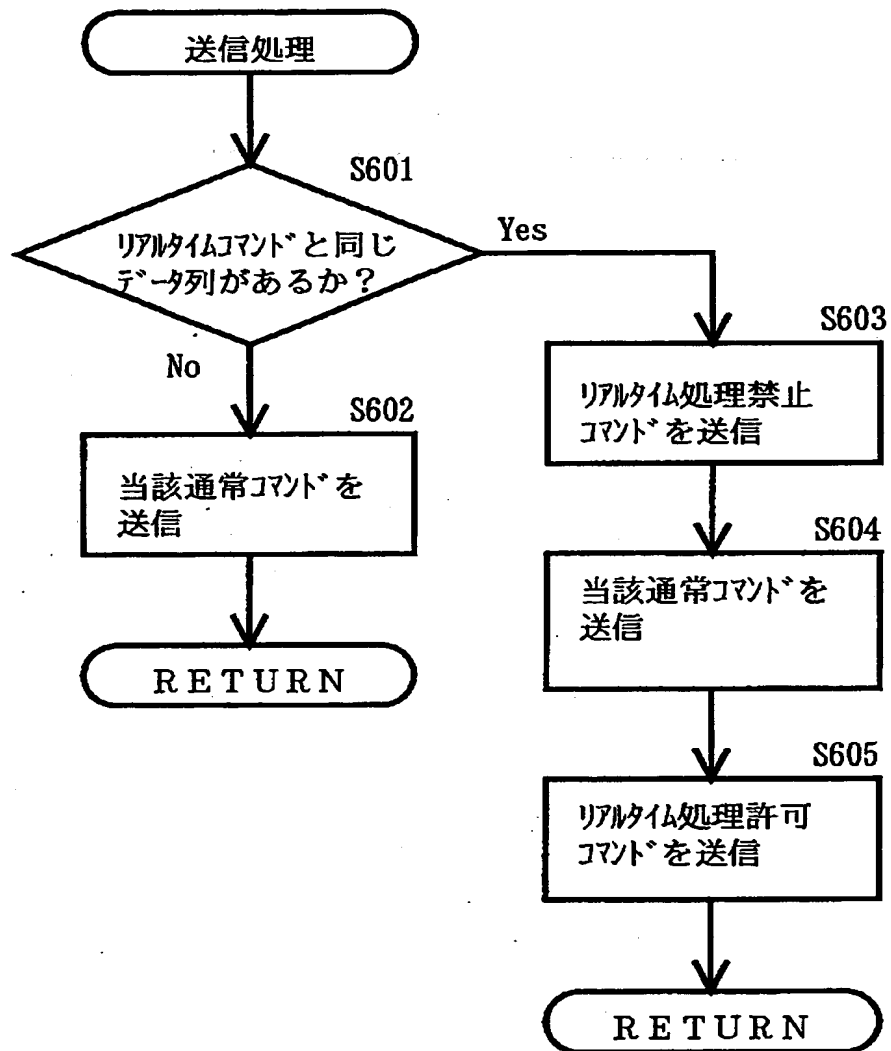 送信処理
S601
ﾘｱﾙﾀｲﾑｺﾏﾝﾄﾞと同じ
ﾃﾞｰﾀ列があるか？
Yes
No
S602
当該通常ｺﾏﾝﾄﾞを
送信
RETURN
S603
ﾘｱﾙﾀｲﾑ処理禁止
ｺﾏﾝﾄﾞを送信
S604
当該通常ｺﾏﾝﾄﾞを
送信
S605
ﾘｱﾙﾀｲﾑ処理許可
ｺﾏﾝﾄﾞを送信
RETURN